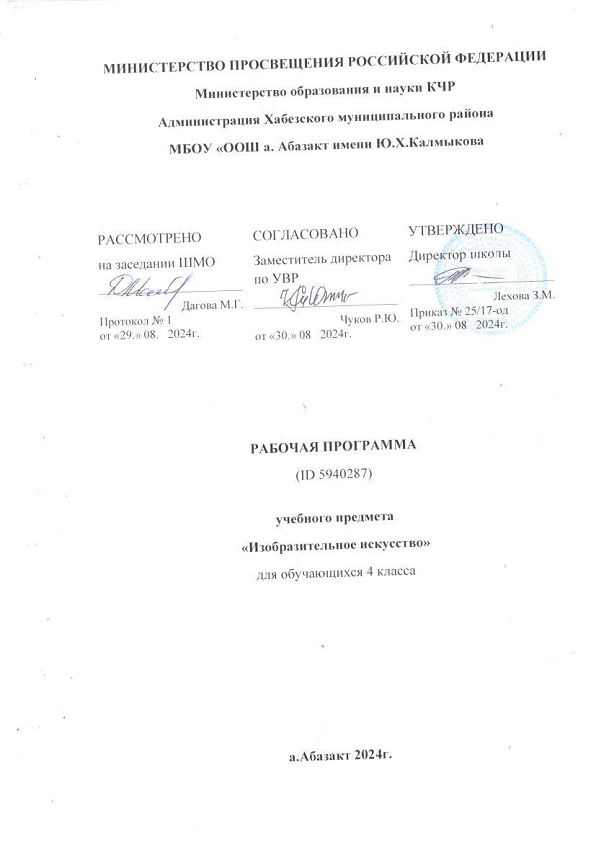 МИНИСТЕРСТВО ПРОСВЕЩЕНИЯ РОССИЙСКОЙ ФЕДЕРАЦИИ
Министерство образования и науки КЧР
Администрация Хабезского муниципального района
МБОУ «ООШ а. Абазакт имени Ю.Х.Калмыкова
РАССМОТРЕНО
на заседании ШМО
Дагова М.Г.
Протокол № 1
от «29.» 08. 2024г.
СОГЛАСОВАНО
Заместитель директора
по УВР
Чуков Р.Ю.
от «30.» 08 2024г.
УТВЕРЖДЕНО
Директор школы
Лехова З.М.
Приказ № 25/17-од
от «30.» 08 2024г.
РАБОЧАЯ ПРОГРАММА
(ID 5940287)
учебного предмета
«Изобразительное искусство»
для обучающихся 4 класса
а.Абазакт 2024г.